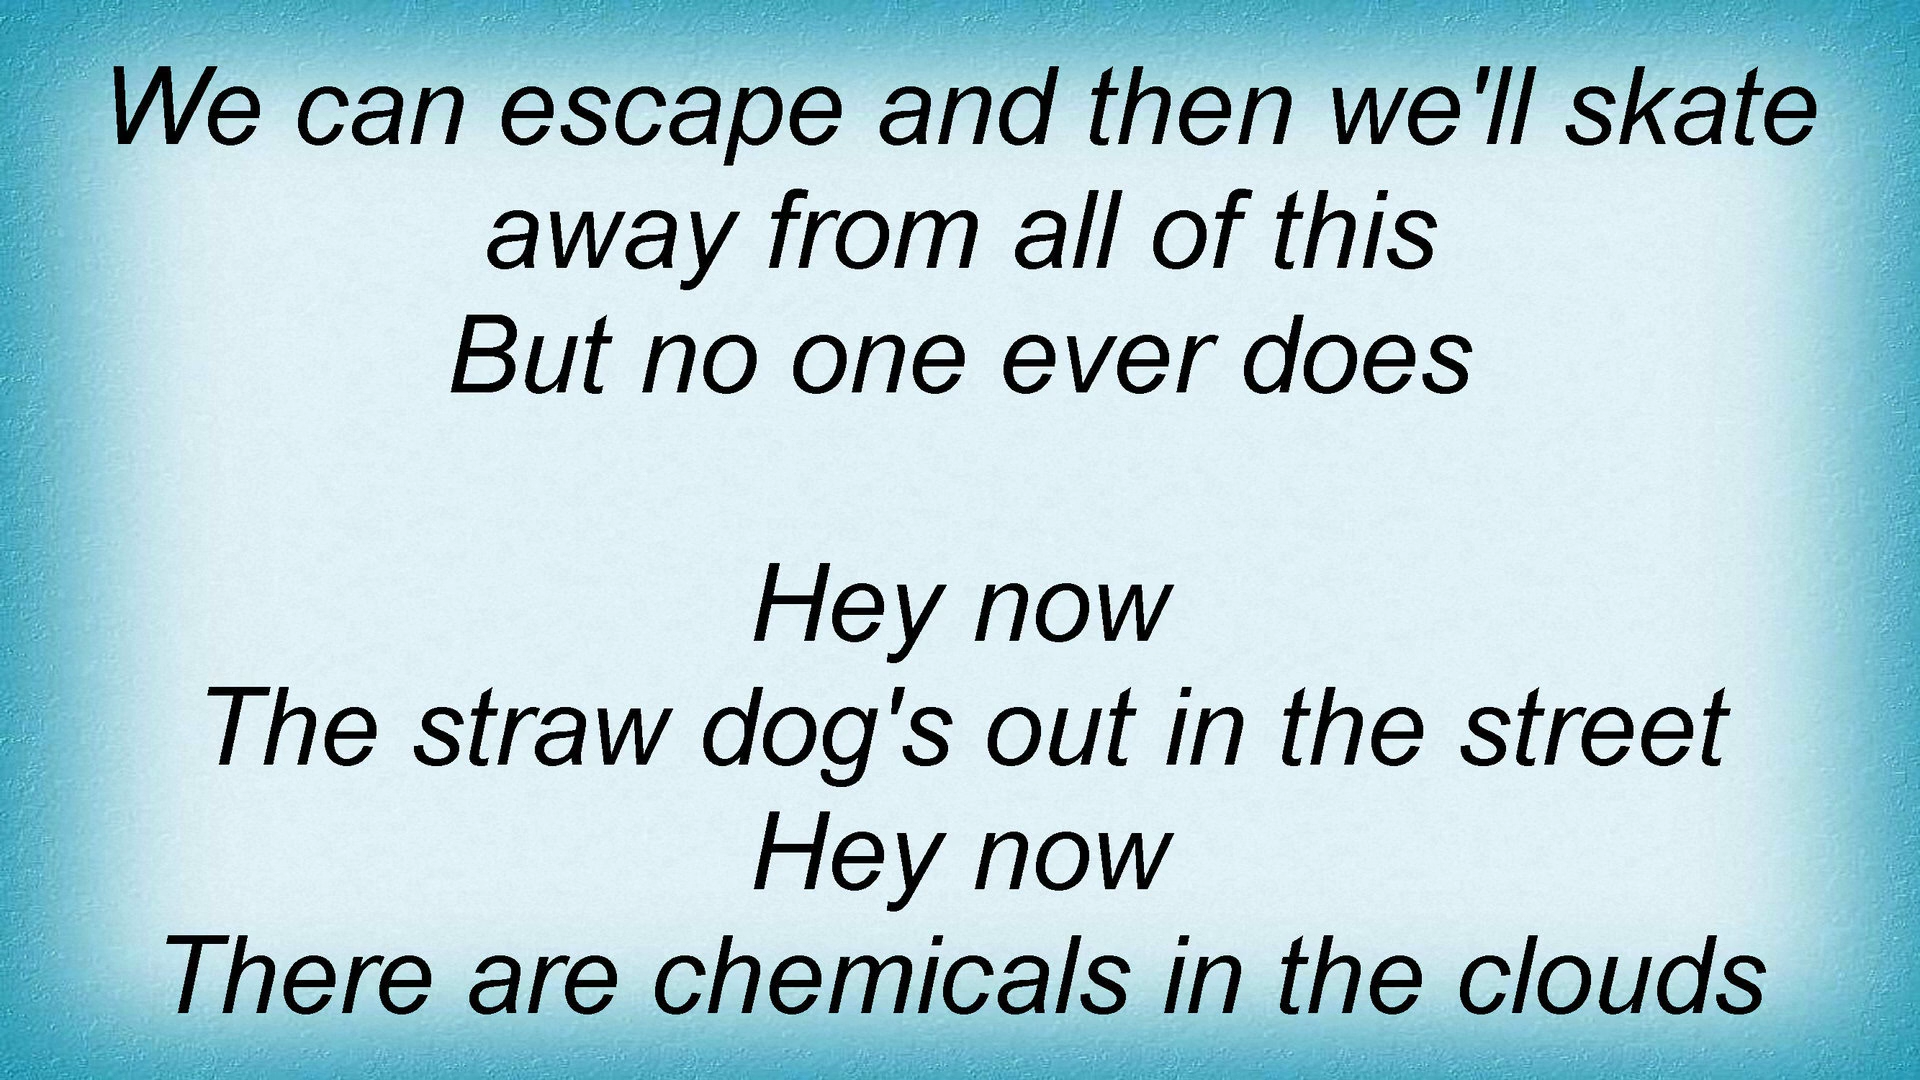 We can escape and then we'll skate
away from all of this
But no one ever does
Hey now
The straw dog's out in the street
Hey now
There are chemicals in the clouds